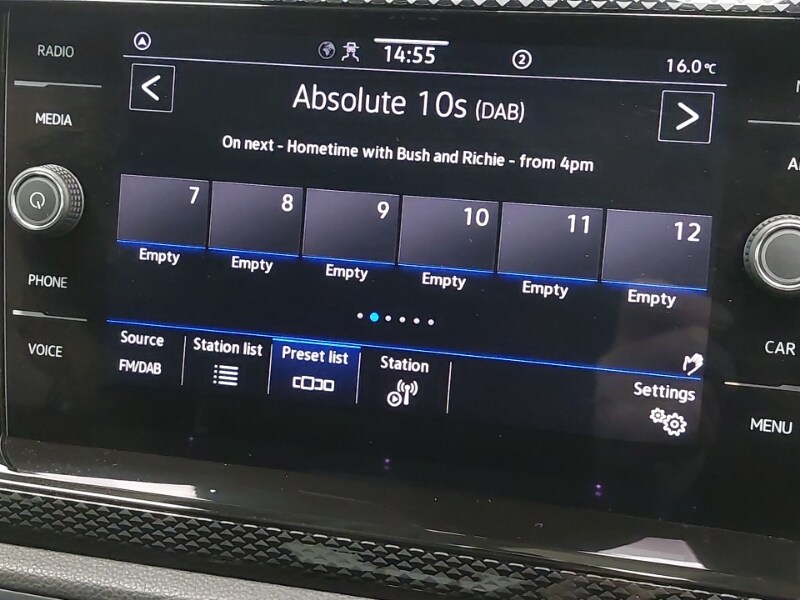 RADIO
MEDIA
PHONE
VOICE
14:55
2
16.0℃
Absolute 10s (DAB)
On next - Hometime with Bush and Richie - from 4pm
7 8 9 10 11 12
Empty Empty Empty Empty Empty Empty
Source
FM/DAB
Station list
Preset list
Station
Settings
CAR
MENU